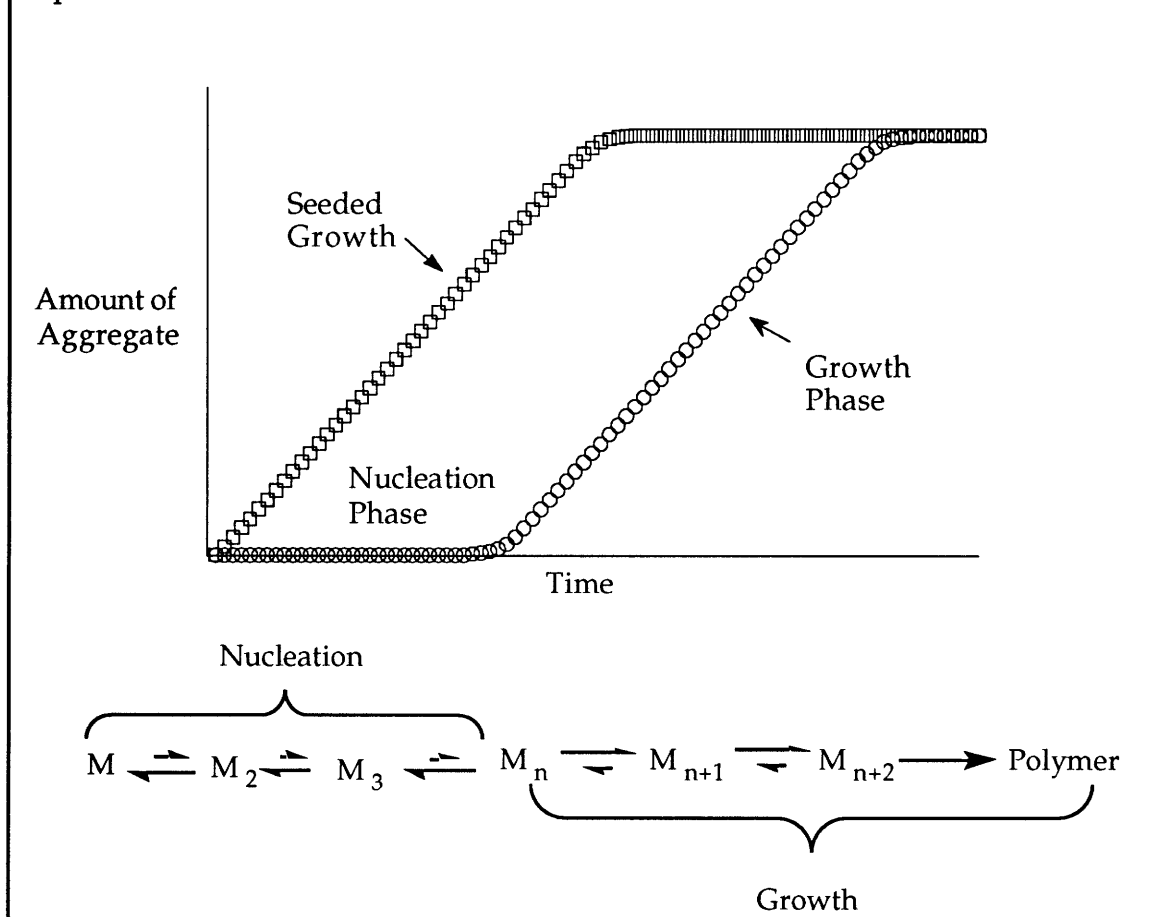 Seeded
Growth
Amount of
Aggregate
Growth
Phase
Nucleation
Phase
Time
Nucleation
M M2 M3 Mn Mn+1 Mn+2 Polymer
Growth